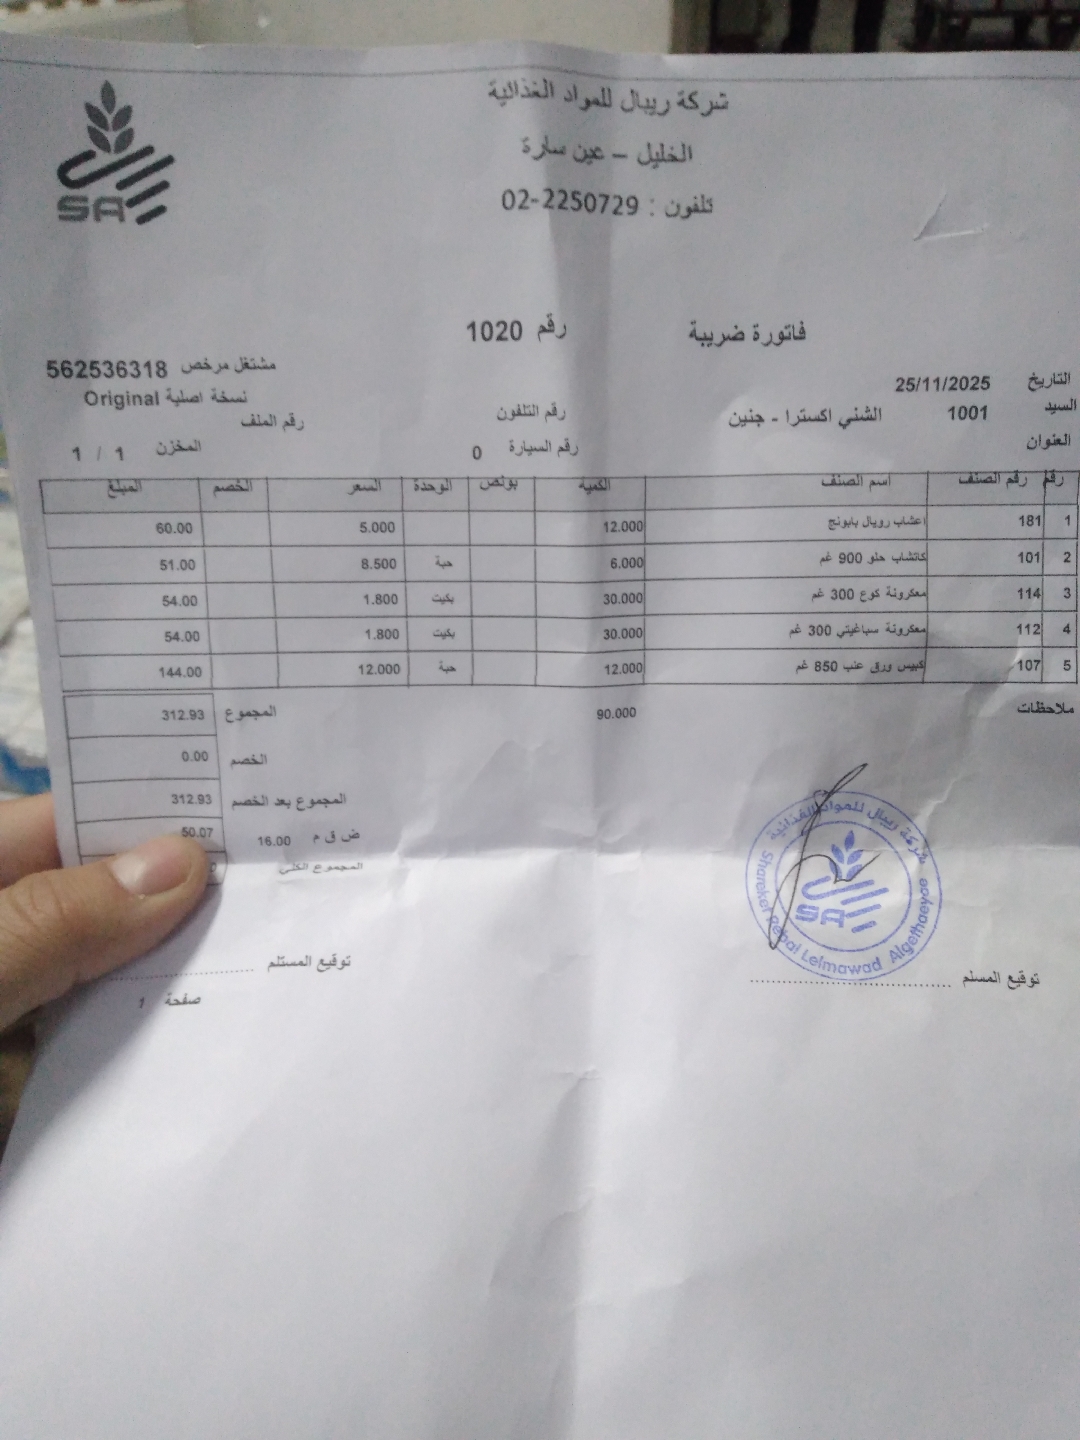 شركة ريبال للمواد الغذائية
الخليل – عين سارة
تلفون : 02-2250729
SA
فاتورة ضريبة رقم 1020
مشتغل مرخص 562536318
التاريخ 25/11/2025
نسخة اصلية Original
السيد 1001 الشني اكسترا - جنين
رقم التلفون
رقم الملف
العنوان
رقم السيارة 0
المخزن 1 / 1
رقم رقم الصنف اسم الصنف الكمية بونص الوحدة السعر الخصم المبلغ
1 181 اعشاب رويال بابونج 12.000 5.000 60.00
2 101 كاتشاب حلو 900 غم 6.000 حبة 8.500 51.00
3 114 معكرونة كوع 300 غم 30.000 بكيت 1.800 54.00
4 112 معكرونة سباغيتي 300 غم 30.000 بكيت 1.800 54.00
5 107 كبيس ورق عنب 850 غم 12.000 حبة 12.000 144.00
ملاحظات 90.000 المجموع 312.93
الخصم 0.00
المجموع بعد الخصم 312.93
ض ق م 16.00 50.07
المجموع الكلي
شركة ريبال للمواد الغذائية
SA
Shareket Rebal Lelmawad Algethaeyae
توقيع المسلم
توقيع المستلم
صفحة 1